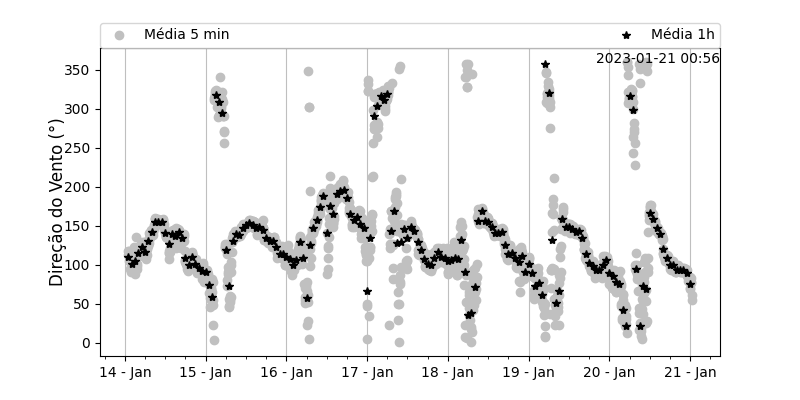 Média 5 min
Média 1h
2023-01-21 00:56
Direção do Vento (°)
350
300
250
200
150
100
50
0
14 - Jan
15 - Jan
16 - Jan
17 - Jan
18 - Jan
19 - Jan
20 - Jan
21 - Jan